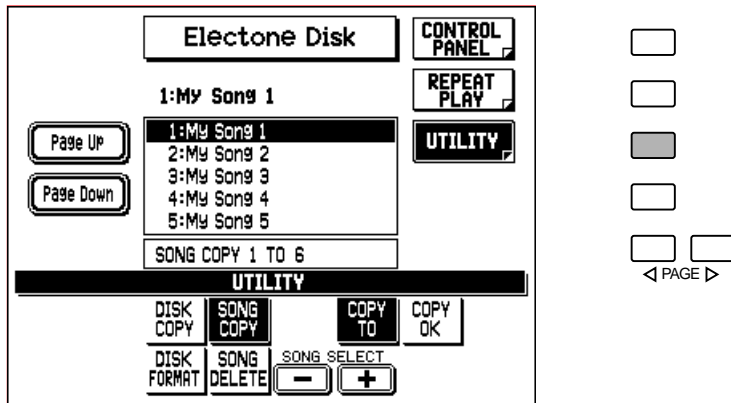 Electone Disk
CONTROL
PANEL
1:My Song 1
REPEAT
PLAY
Page Up
Page Down
1:My Song 1
2:My Song 2
3:My Song 3
4:My Song 4
5:My Song 5
UTILITY
SONG COPY 1 TO 6
UTILITY
DISK
COPY
SONG
COPY
COPY
TO
COPY
OK
DISK
FORMAT
SONG
DELETE
SONG SELECT
− +
◁ PAGE ▷